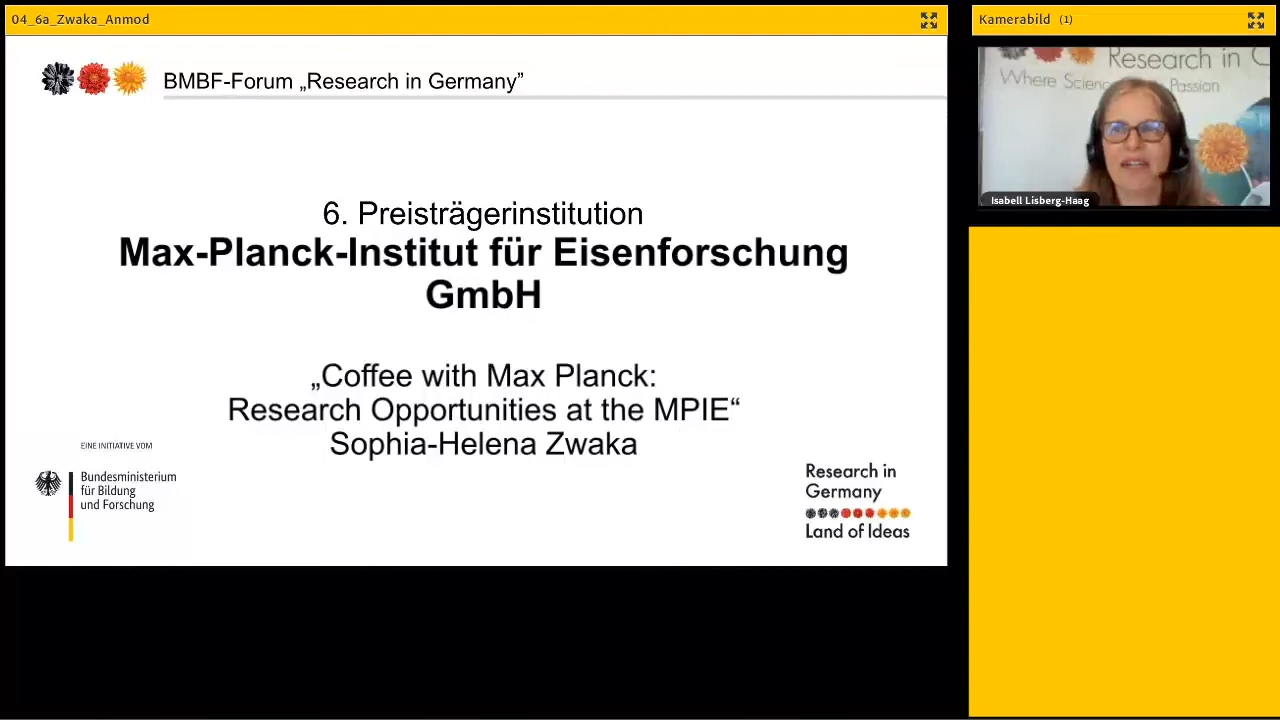 04_6a_Zwaka_Anmod
Kamerabild (1)
BMBF-Forum „Research in Germany”
6. Preisträgerinstitution
Max-Planck-Institut für Eisenforschung
GmbH
„Coffee with Max Planck:
Research Opportunities at the MPIE“
Sophia-Helena Zwaka
EINE INITIATIVE VOM
Bundesministerium
für Bildung
und Forschung
Research in
Germany
Land of Ideas
Research in G
Where Scienc
Passion
Isabell Lisberg-Haag